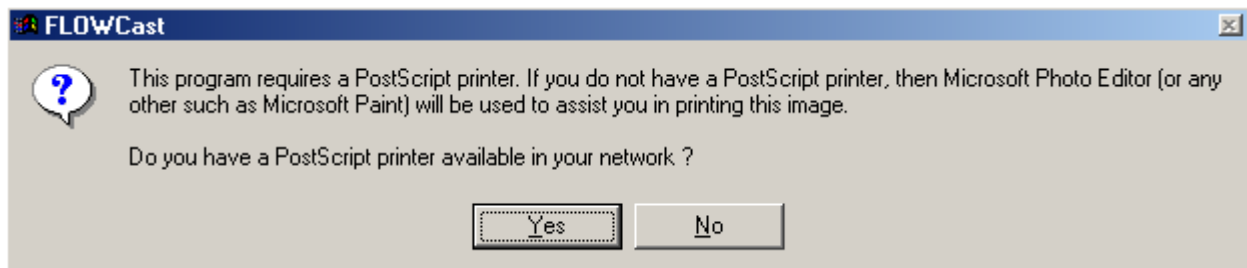 FLOWCast
This program requires a PostScript printer. If you do not have a PostScript printer, then Microsoft Photo Editor (or any
other such as Microsoft Paint) will be used to assist you in printing this image.
Do you have a PostScript printer available in your network ?
Yes
No